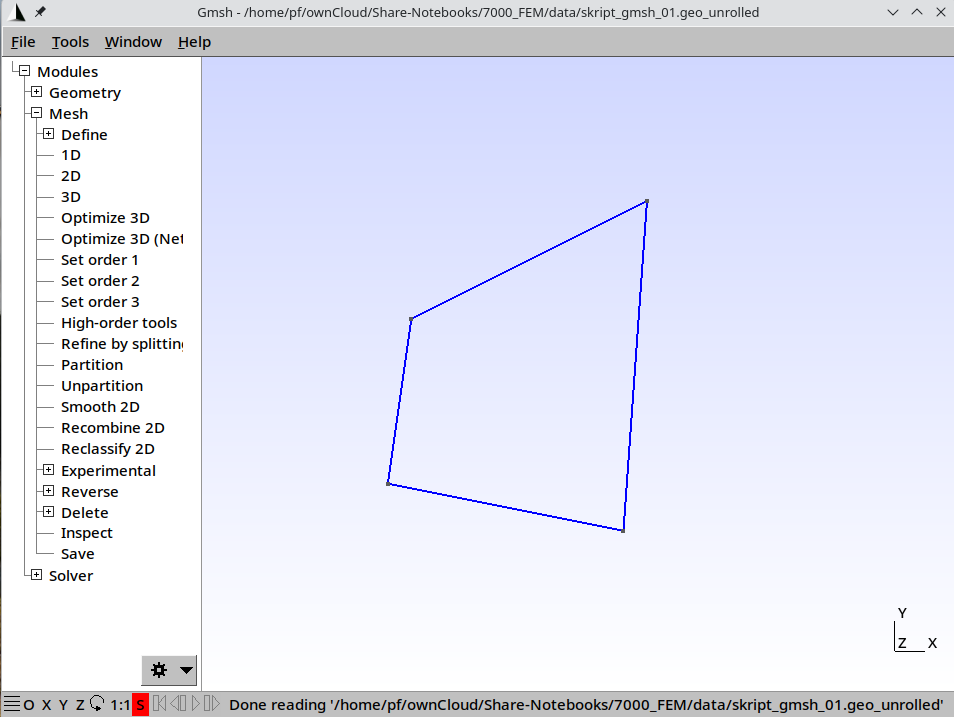 Gmsh - /home/pf/ownCloud/Share-Notebooks/7000_FEM/data/skript_gmsh_01.geo_unrolled
File Tools Window Help
Modules
Geometry
Mesh
Define
1D
2D
3D
Optimize 3D
Optimize 3D (Net
Set order 1
Set order 2
Set order 3
High-order tools
Refine by splitting
Partition
Unpartition
Smooth 2D
Recombine 2D
Reclassify 2D
Experimental
Reverse
Delete
Inspect
Save
Solver
Y
Z X
O X Y Z 1:1 S Done reading '/home/pf/ownCloud/Share-Notebooks/7000_FEM/data/skript_gmsh_01.geo_unrolled'